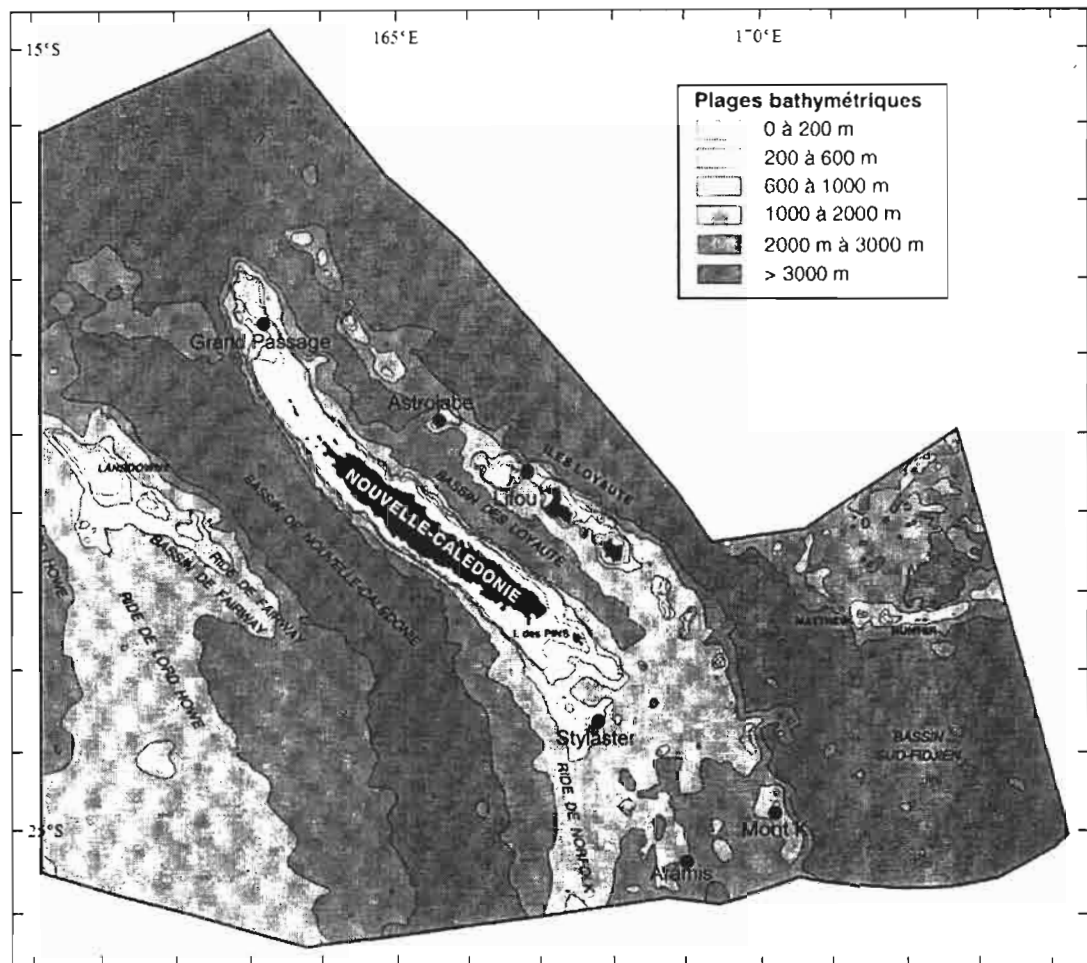 165°E
170°E
15°S
Plages bathymétriques
0 à 200 m
200 à 600 m
600 à 1000 m
1000 à 2000 m
2000 m à 3000 m
> 3000 m
Grand Passage
Astrolabe
ILES LOYAUTE
LANSDOWNE
BASSIN DES LOYAUTE
Lifou
NOUVELLE-CALEDONIE
BASSIN DE NOUVELLE-CALEDONIE
RIDE DE FAIRWAY
BASSIN DE FAIRWAY
HOWE
RIDE DE LORD HOWE
MATTHEW
HUNTER
I. des PINS
Stylaster
BASSIN
SUD-FIDJIEN
RIDE DE NORFOLK
25°S
Mont K
Aramis